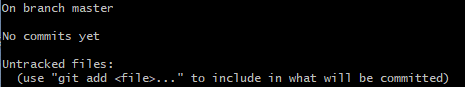 On branch master
No commits yet
Untracked files:
(use "git add <file>..." to include in what will be committed)